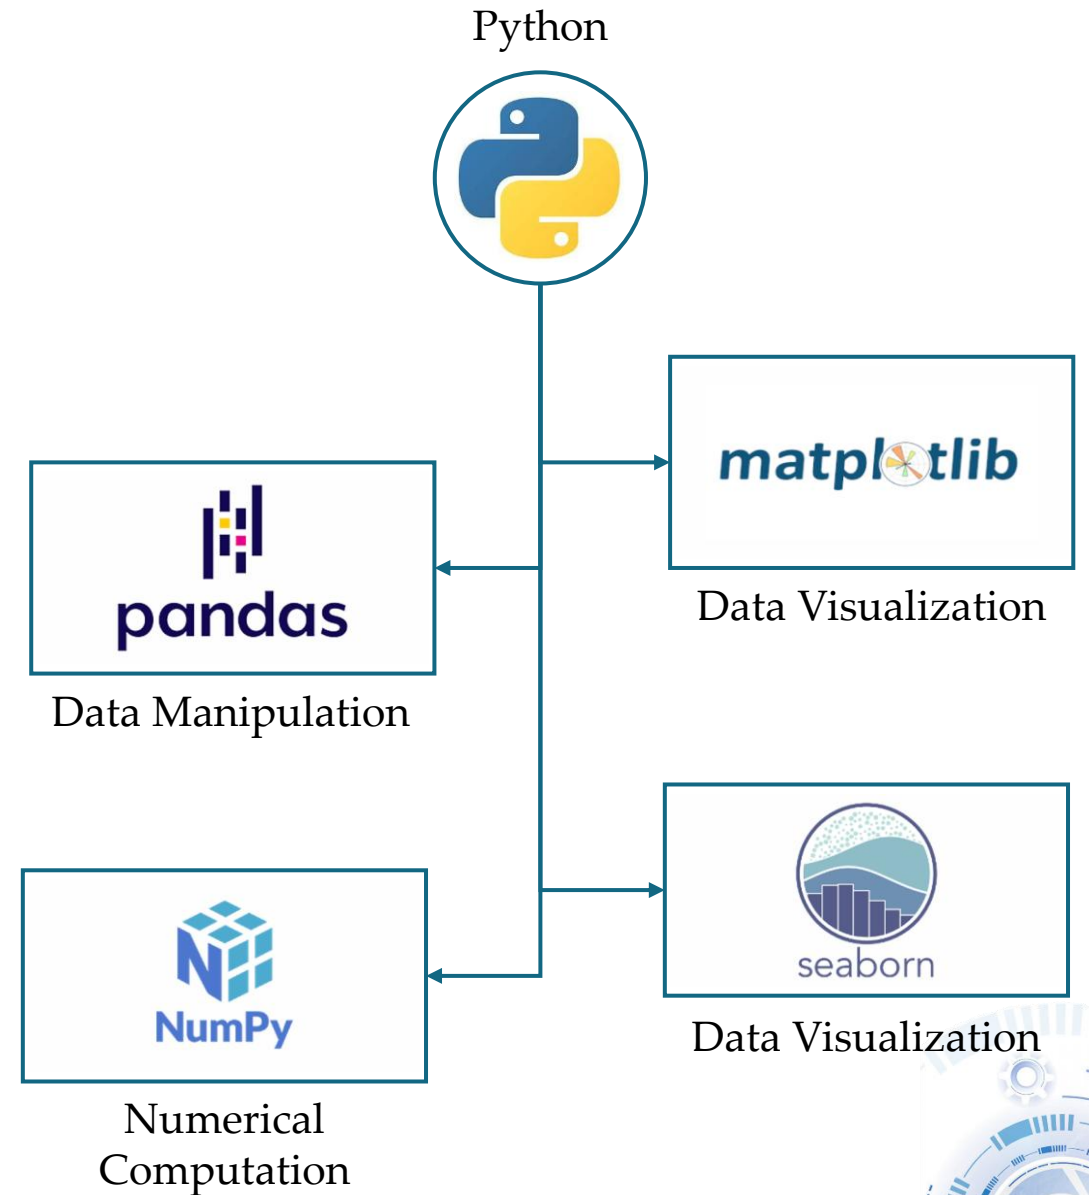 Python
matplotlib
Data Visualization
pandas
Data Manipulation
seaborn
Data Visualization
NumPy
Numerical
Computation